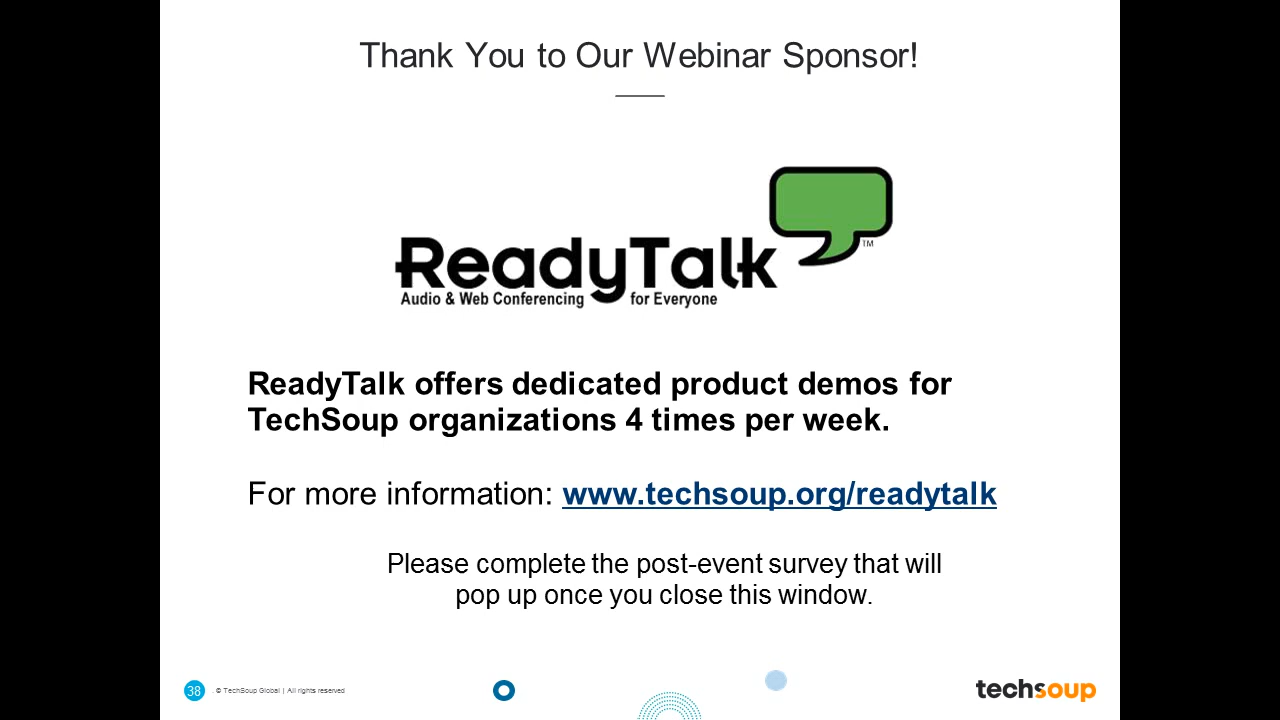 Thank You to Our Webinar Sponsor!
ReadyTalk
TM
Audio & Web Conferencing for Everyone
ReadyTalk offers dedicated product demos for
TechSoup organizations 4 times per week.
For more information: www.techsoup.org/readytalk
Please complete the post-event survey that will
pop up once you close this window.
38 © TechSoup Global | All rights reserved
techsoup